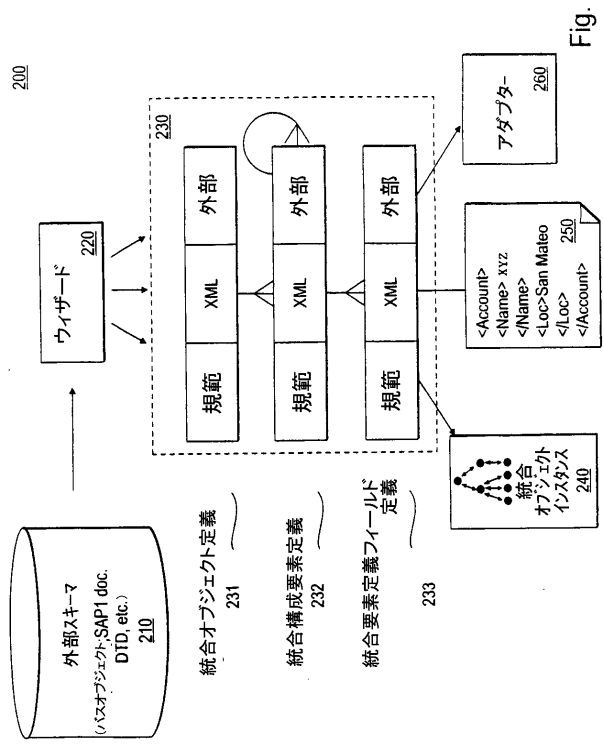 200
外部スキーマ
(バスオブジェクト;SAP1 doc.
DTD, etc.)
210
ウィザード
220
230
統合オブジェクト定義
231
規範
XML
外部
統合構成要素定義
232
規範
XML
外部
統合要素定義フィールド
定義
233
規範
XML
外部
統合
オブジェクト
インスタンス
240
<Account>
<Name> XYZ
</Name>
<Loc>San Mateo
</Loc>
</Account>
250
アダプター
260
Fig.